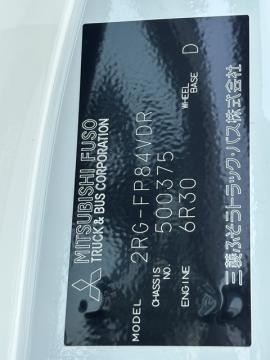 MITSUBISHI FUSO
TRUCK & BUS CORPORATION
MODEL 2RG-FP84VDR
CHASSIS NO. 500375 WHEEL BASE D
ENGINE 6R30
三菱ふそうトラック・バス株式会社